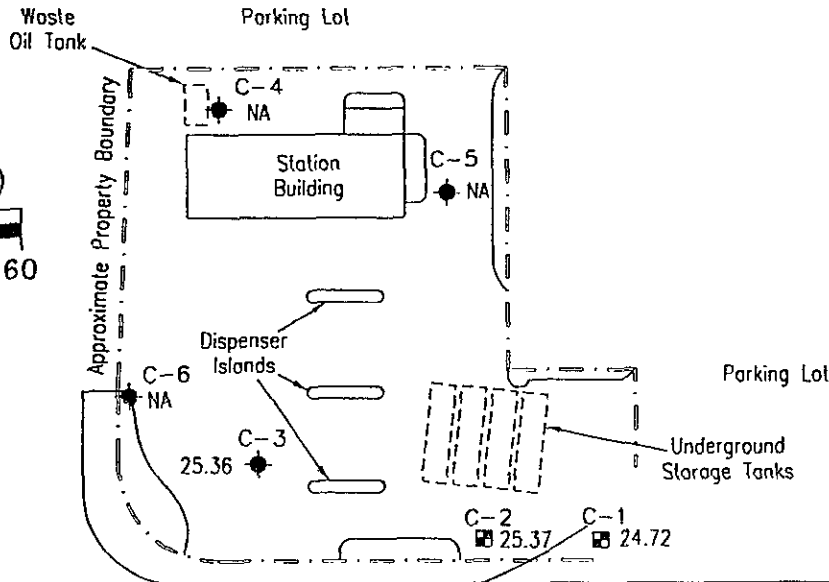 Waste
Oil Tank
Parking Lot
C-4
NA
Approximate Property Boundary
Station
Building
C-5
NA
60
Dispenser
Islands
C-6
NA
Parking Lot
C-3
25.36
Underground
Storage Tanks
C-2
25.37
C-1
24.72